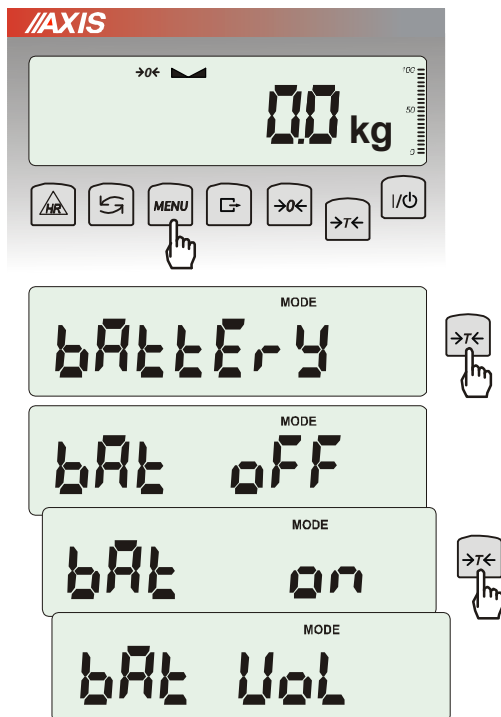 //AXIS
→0←
100
50
0
0.0 kg
HR MENU →0← →T← I/⏻
MODE
bAttErY →T←
MODE
bAt oFF
MODE
bAt on →T←
MODE
bAt UoL